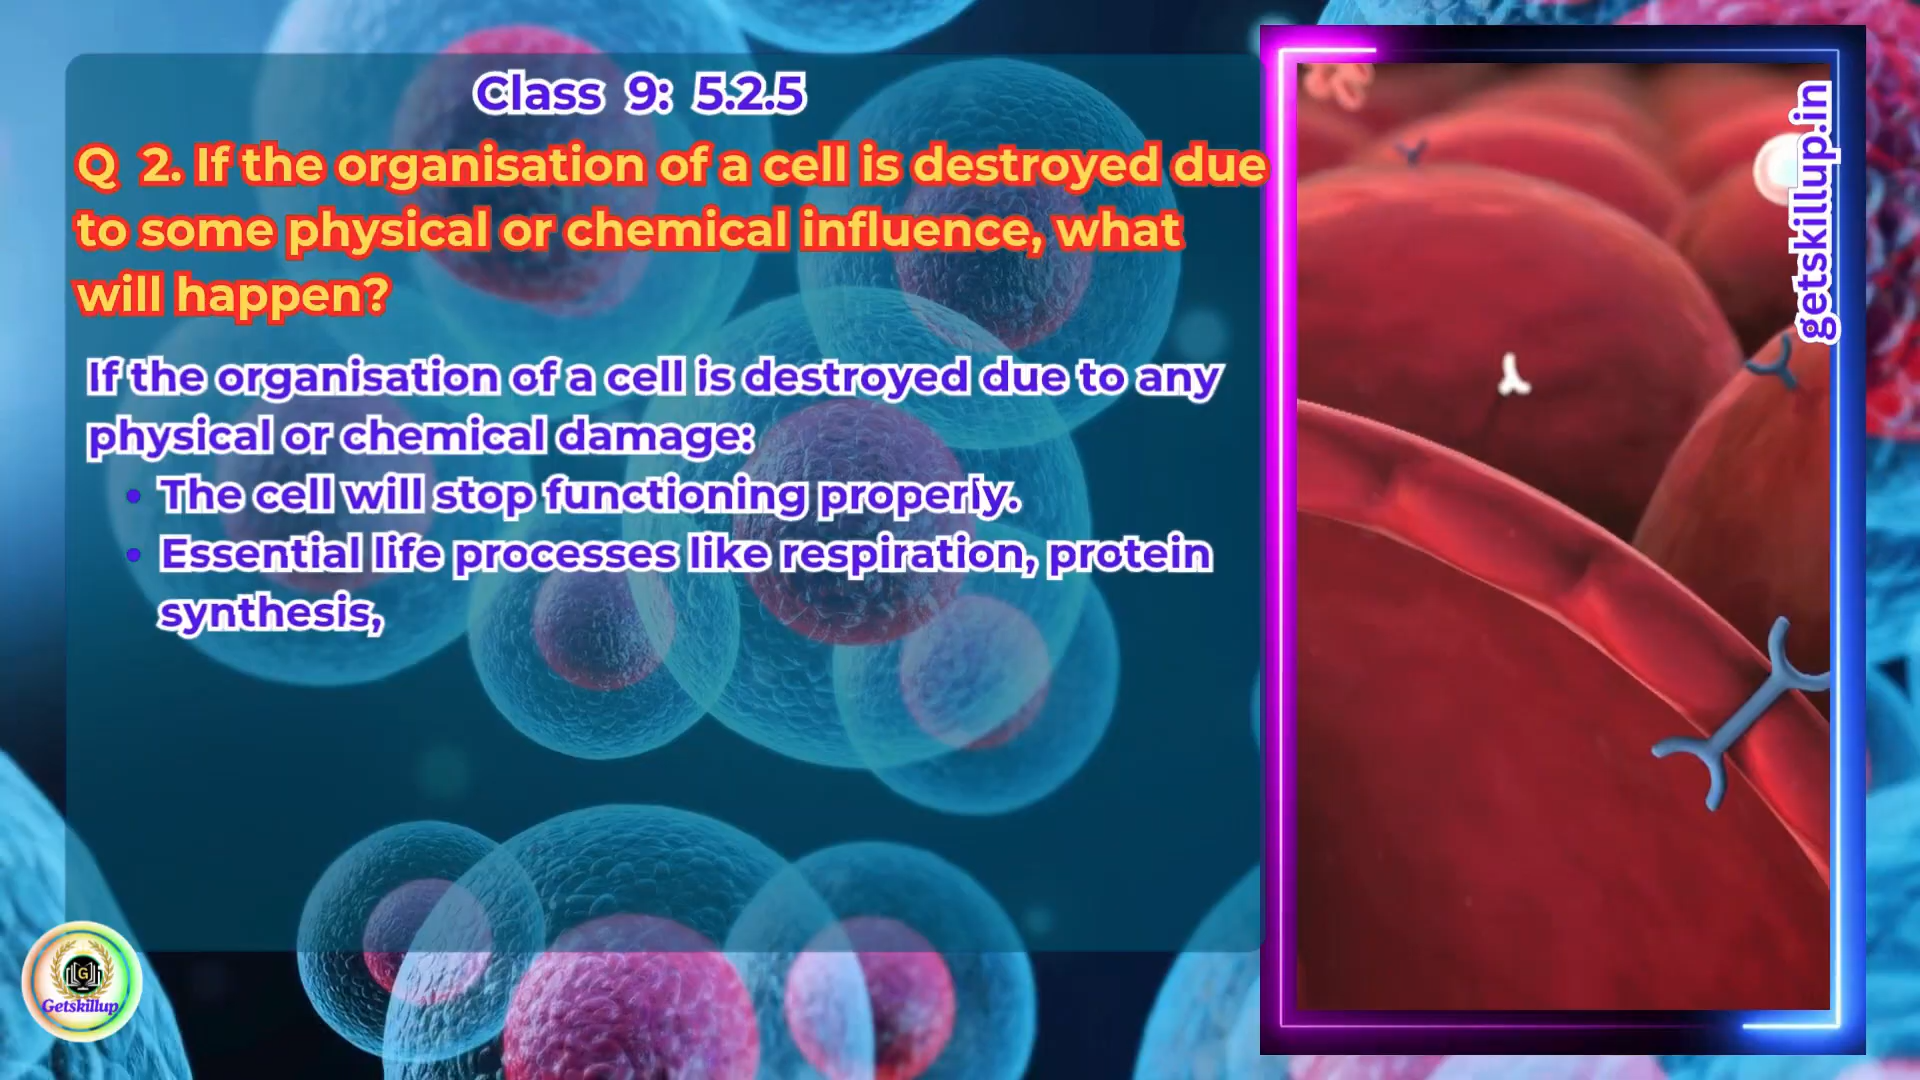 Class 9: 5.2.5
Q 2. If the organisation of a cell is destroyed due
to some physical or chemical influence, what
will happen?
If the organisation of a cell is destroyed due to any
physical or chemical damage:
• The cell will stop functioning properly.
• Essential life processes like respiration, protein
synthesis,
getskillup.in
G
Getskillup